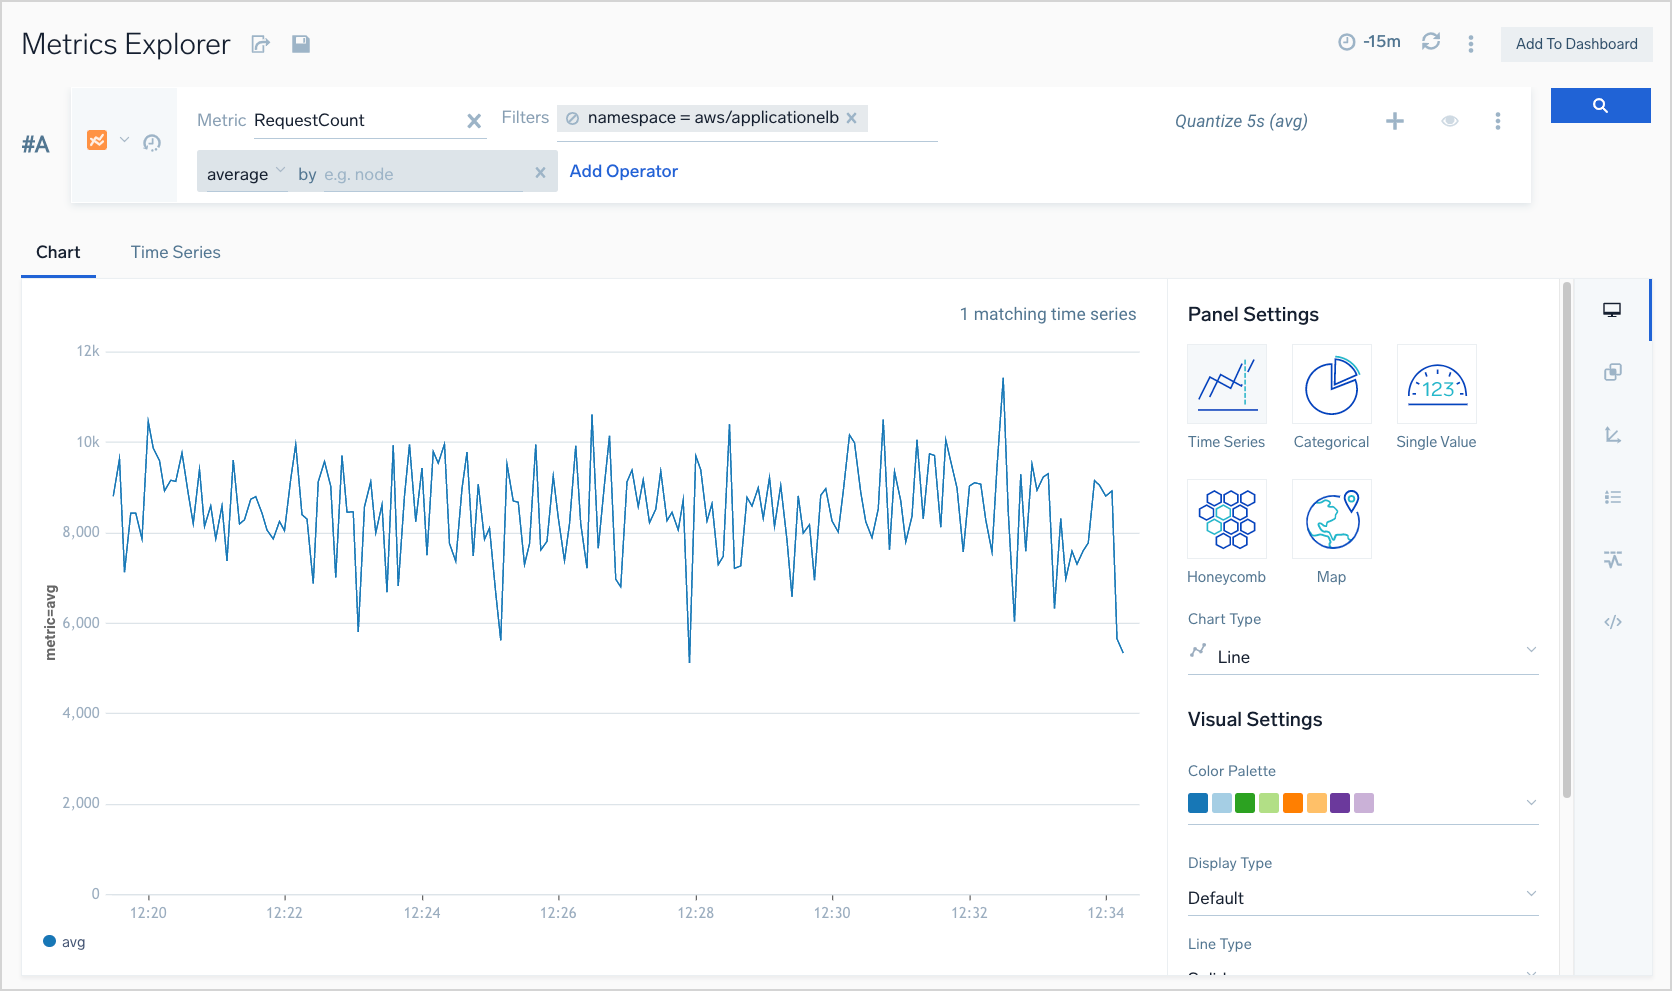 Metrics Explorer
-15m
Add To Dashboard
#A
Metric RequestCount
Filters namespace = aws/applicationelb
Quantize 5s (avg)
average by e.g. node
Add Operator
Chart
Time Series
1 matching time series
12k
10k
8,000
6,000
4,000
2,000
0
metric=avg
12:20 12:22 12:24 12:26 12:28 12:30 12:32 12:34
avg
Panel Settings
123
Time Series Categorical Single Value
Honeycomb Map
Chart Type
Line
Visual Settings
Color Palette
Display Type
Default
Line Type